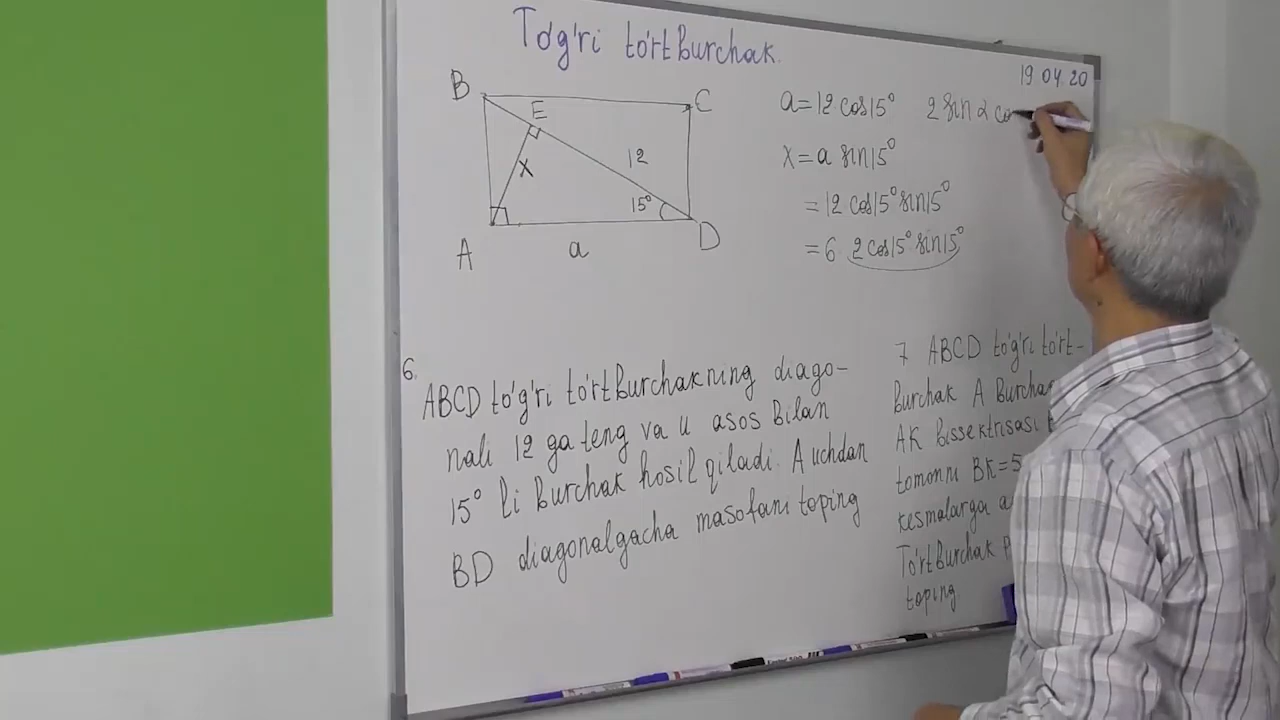 To'g'ri to'rtburchak.
19 04 20
B
C
E
X
12
15°
A
a
D
a=12 cos15°
2 sin α co
X= a sin15°
= 12 cos15° sin15°
= 6 2 cos15° sin15°
6.
ABCD to'g'ri to'rtburchakning diago-
nali 12 ga teng va u asos bilan
15° li burchak hosil qiladi. A uchdan
BD diagonalgacha masofani toping
7 ABCD to'g'ri to'rt-
burchak A burcha
AK bissektrisasi
tomonni BK=5
kesmalarga a
To'rtburchak
toping.